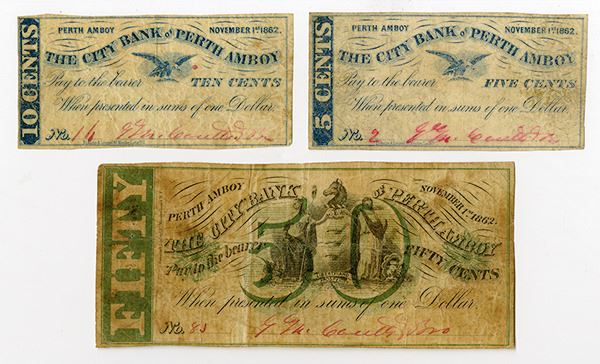 10 CENTS
PERTH AMBOY NOVEMBER 1ST 1862.
THE CITY BANK of PERTH AMBOY
Pay to the bearer TEN CENTS
When presented in sums of one Dollar.
No. 16
5 CENTS
PERTH AMBOY NOVEMBER 1ST 1862.
THE CITY BANK of PERTH AMBOY
Pay to the bearer FIVE CENTS
When presented in sums of one Dollar.
No. 2
FIFTY
PERTH AMBOY NOVEMBER 1ST 1862.
THE CITY BANK OF PERTH AMBOY
50
Pay to the bearer FIFTY CENTS
When presented in sums of one Dollar.
No. 83